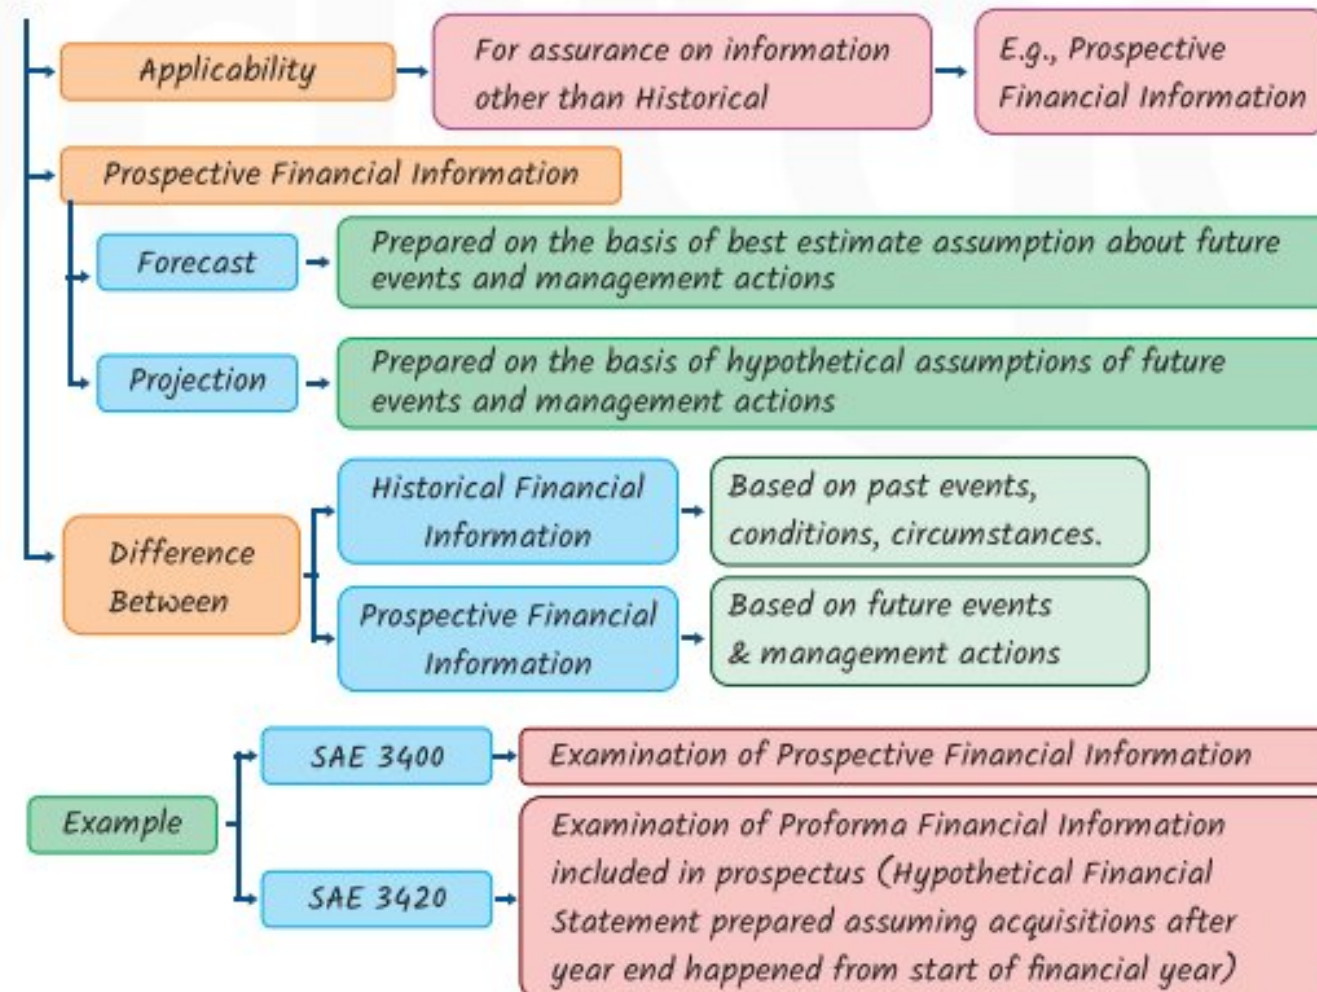 Applicability
For assurance on information
other than Historical
E.g., Prospective
Financial Information
Prospective Financial Information
Forecast
Prepared on the basis of best estimate assumption about future
events and management actions
Projection
Prepared on the basis of hypothetical assumptions of future
events and management actions
Difference
Between
Historical Financial
Information
Based on past events,
conditions, circumstances.
Prospective Financial
Information
Based on future events
& management actions
Example
SAE 3400
Examination of Prospective Financial Information
SAE 3420
Examination of Proforma Financial Information
included in prospectus (Hypothetical Financial
Statement prepared assuming acquisitions after
year end happened from start of financial year)